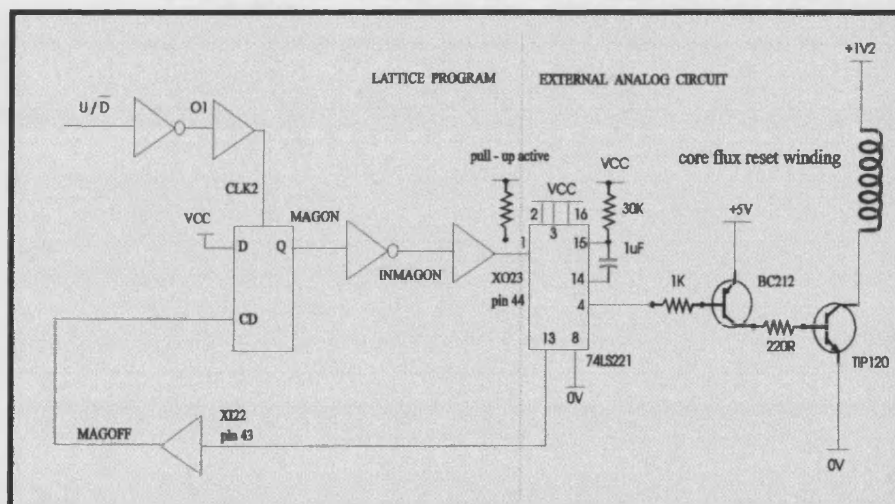 +1V2
LATTICE PROGRAM EXTERNAL ANALOG CIRCUIT
U/D̅ O1
pull - up active VCC
core flux reset winding
CLK2
VCC
30K
+5V
MAGON
2 3 16
VCC
D Q
15
1uF
1
1K BC212
INMAGON
XO23
pin 44
14
4
CD
13 8
220R
74LS221
TIP120
0V
XI22
pin 43
MAGOFF
0V